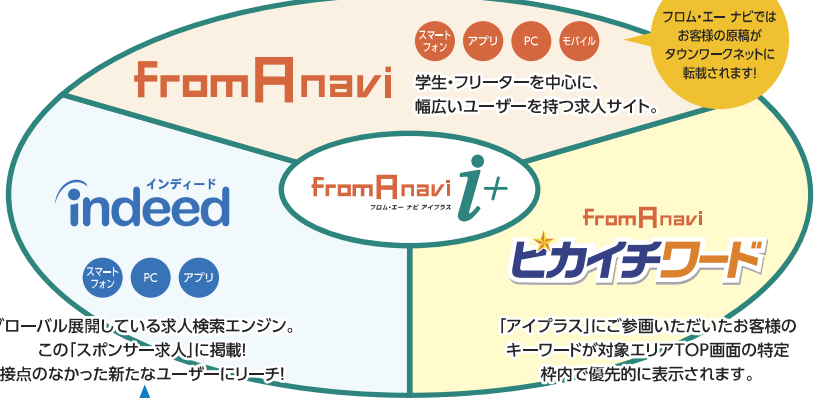 フロム・エー ナビでは
お客様の原稿が
タウンワークネットに
転載されます!
スマートフォン アプリ PC モバイル
fromAnavi
学生・フリーターを中心に、
幅広いユーザーを持つ求人サイト。
インディード
indeed
スマートフォン PC アプリ
グローバル展開している求人検索エンジン。
この「スポンサー求人」に掲載!
接点のなかった新たなユーザーにリーチ!
fromAnavi i+
フロム・エー ナビ アイプラス
fromAnavi
ピカイチワード
「アイプラス」にご参画いただいたお客様の
キーワードが対象エリアTOP画面の特定
枠内で優先的に表示されます。